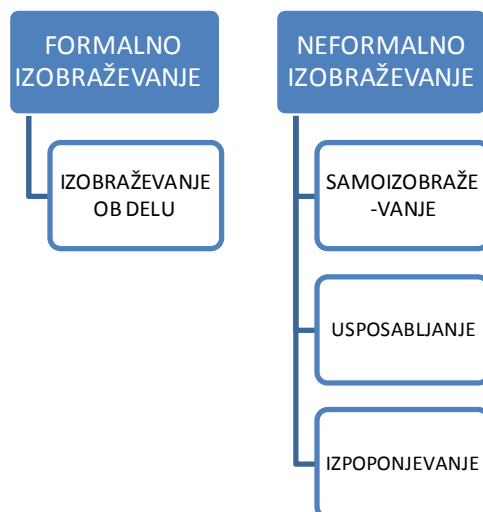 FORMALNO
IZOBRAŽEVANJE
IZOBRAŽEVANJE
OB DELU
NEFORMALNO
IZOBRAŽEVANJE
SAMOIZOBRAŽE
-VANJE
USPOSABLJANJE
IZPOPONJEVANJE